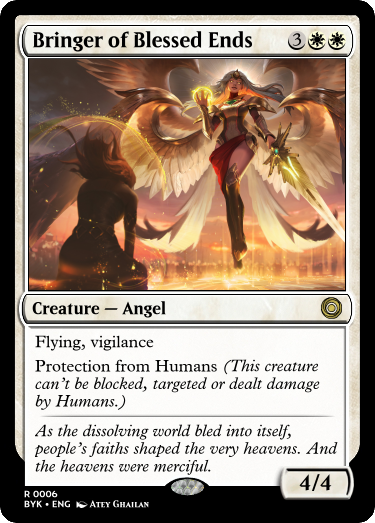 Bringer of Blessed Ends 3
Creature — Angel
Flying, vigilance
Protection from Humans (This creature
can't be blocked, targeted or dealt damage
by Humans.)
As the dissolving world bled into itself,
people's faiths shaped the very heavens. And
the heavens were merciful.
4/4
R 0006
BYK • ENG Atey Ghailan